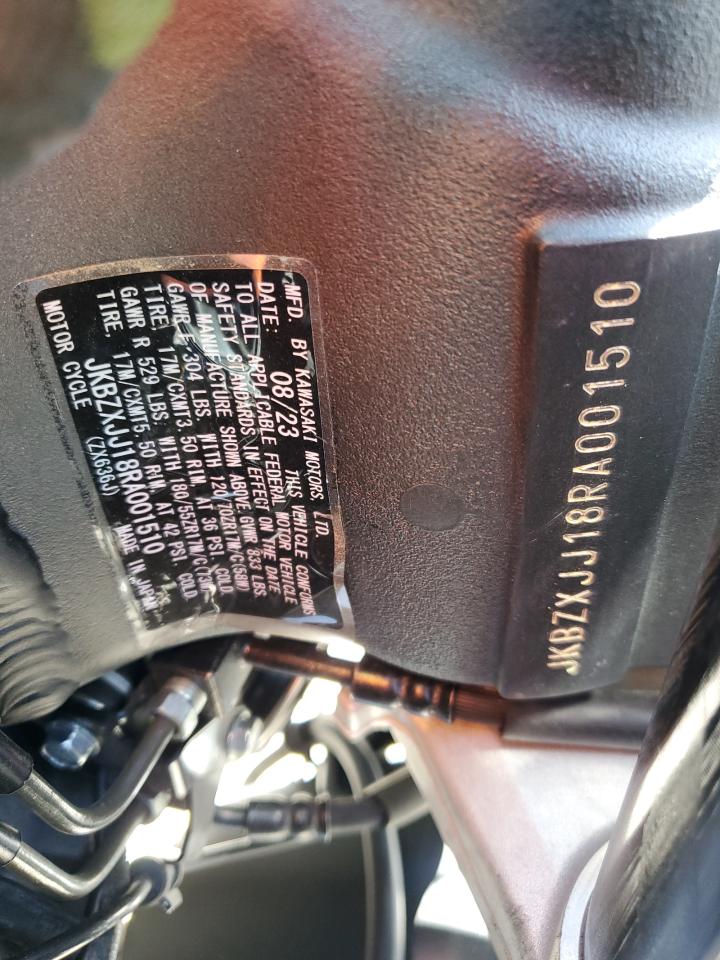 MFD. BY KAWASAKI MOTORS, LTD.
DATE: 08/23 THIS VEHICLE CONFORMS
TO ALL APPLICABLE FEDERAL MOTOR VEHICLE
SAFETY STANDARDS IN EFFECT ON THE DATE
OF MANUFACTURE SHOWN ABOVE.GVWR 833 LBS
GAWR F 304 LBS. WITH 120/70ZR17M/C(58W)
TIRE, 17M/CXMT3.50 RIM, AT 36 PSI. COLD
GAWR R 529 LBS. WITH 180/55ZR17M/C(73W)
TIRE, 17M/CXMT5.50 RIM, AT 42 PSI. COLD
JKBZXJJ18RA001510
MOTOR CYCLE (ZX636J) MADE IN JAPAN
JKBZXJJ18RA001510